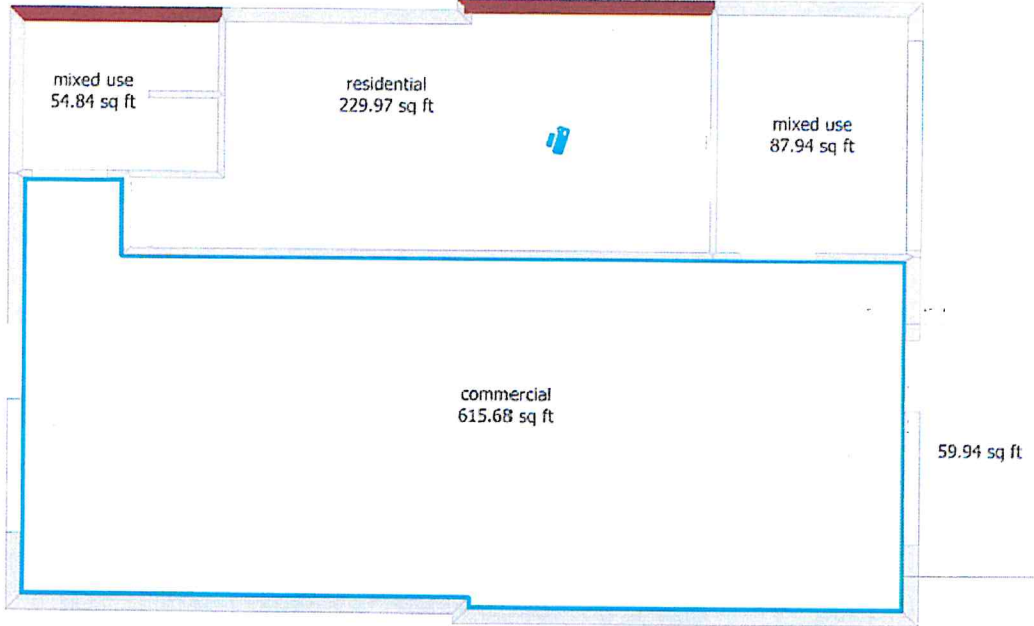 mixed use
54.84 sq ft
residential
229.97 sq ft
mixed use
87.94 sq ft
commercial
615.68 sq ft
59.94 sq ft